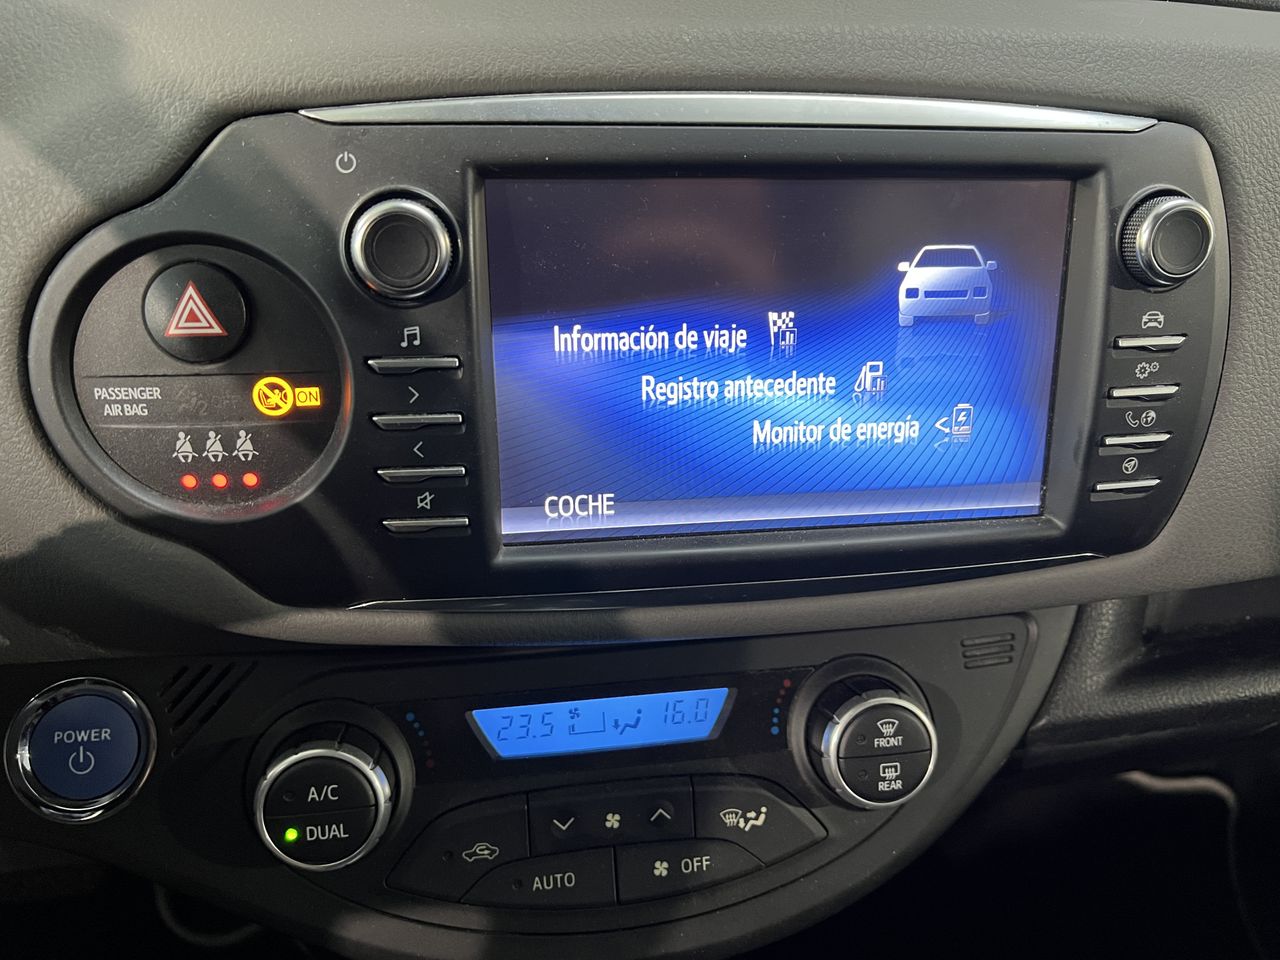 PASSENGER
AIR BAG
ON
Información de viaje
Registro antecedente
Monitor de energía
COCHE
POWER
23.5
16.0
A/C
DUAL
FRONT
REAR
AUTO
OFF